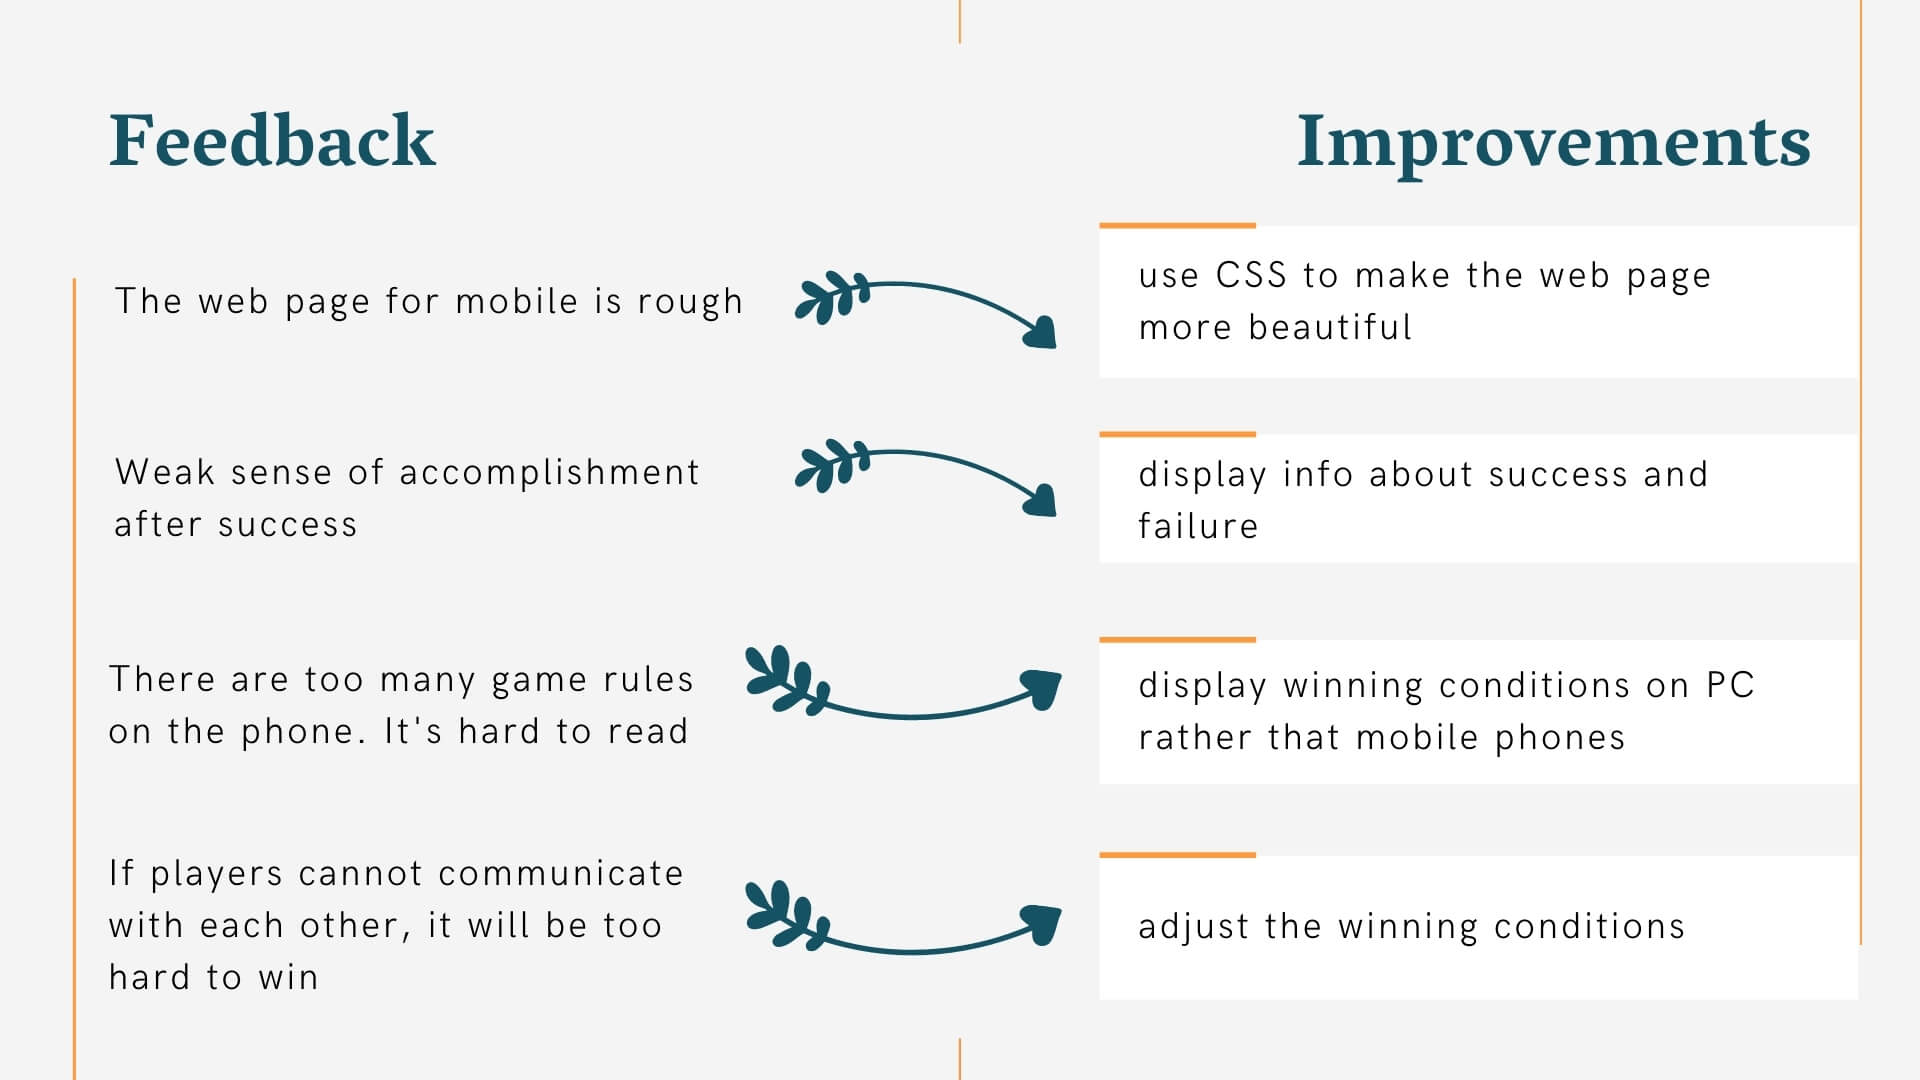 Feedback
Improvements
The web page for mobile is rough
use CSS to make the web page
more beautiful
Weak sense of accomplishment
after success
display info about success and
failure
There are too many game rules
on the phone. It's hard to read
display winning conditions on PC
rather that mobile phones
If players cannot communicate
with each other, it will be too
hard to win
adjust the winning conditions